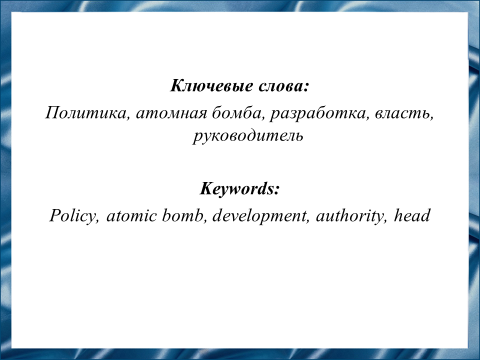 Ключевые слова:
Политика, атомная бомба, разработка, власть,
руководитель
Keywords:
Policy, atomic bomb, development, authority, head